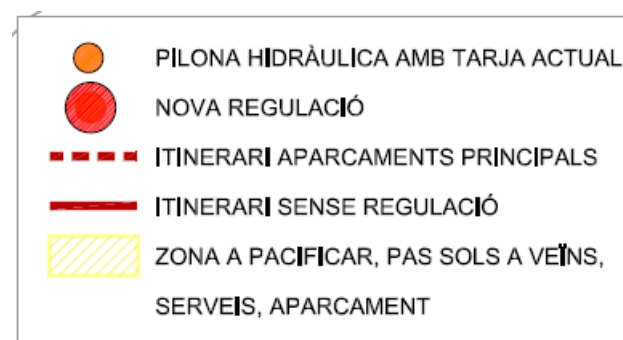 PILONA HIDRÀULICA AMB TARJA ACTUAL
NOVA REGULACIÓ
ITINERARI APARCAMENTS PRINCIPALS
ITINERARI SENSE REGULACIÓ
ZONA A PACIFICAR, PAS SOLS A VEÏNS,
SERVEIS, APARCAMENT